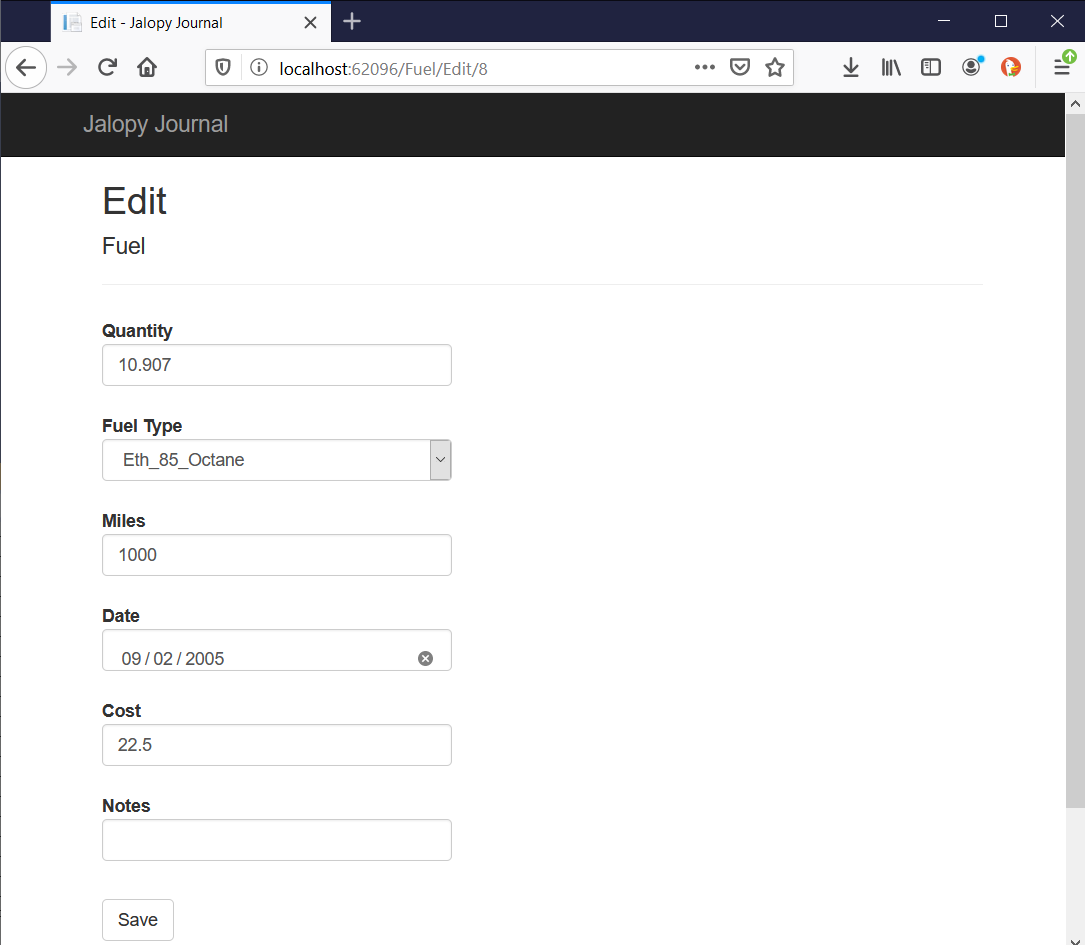 Edit - Jalopy Journal
localhost:62096/Fuel/Edit/8
Jalopy Journal
Edit
Fuel
Quantity
10.907
Fuel Type
Eth_85_Octane
Miles
1000
Date
09 / 02 / 2005
Cost
22.5
Notes
Save